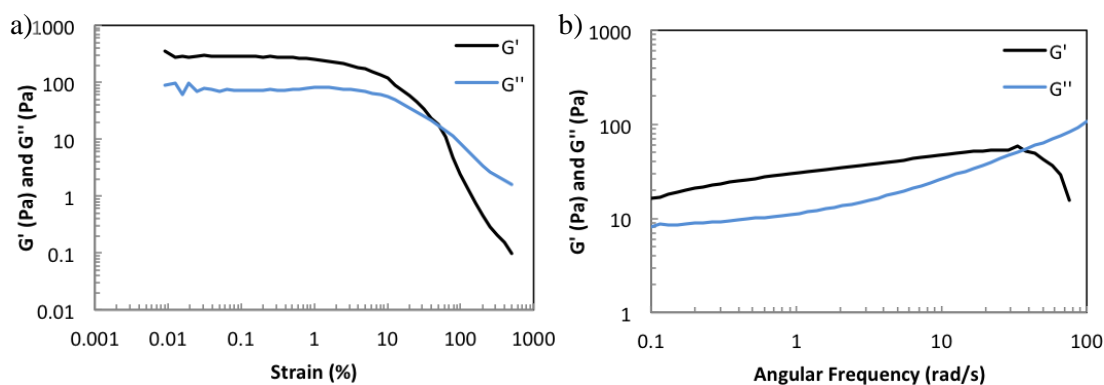 a)
1000
100
10
1
0.1
0.01
G' (Pa) and G'' (Pa)
G'
G''
0.001 0.01 0.1 1 10 100 1000
Strain (%)
b)
1000
100
10
1
G' (Pa) and G'' (Pa)
G'
G''
0.1 1 10 100
Angular Frequency (rad/s)